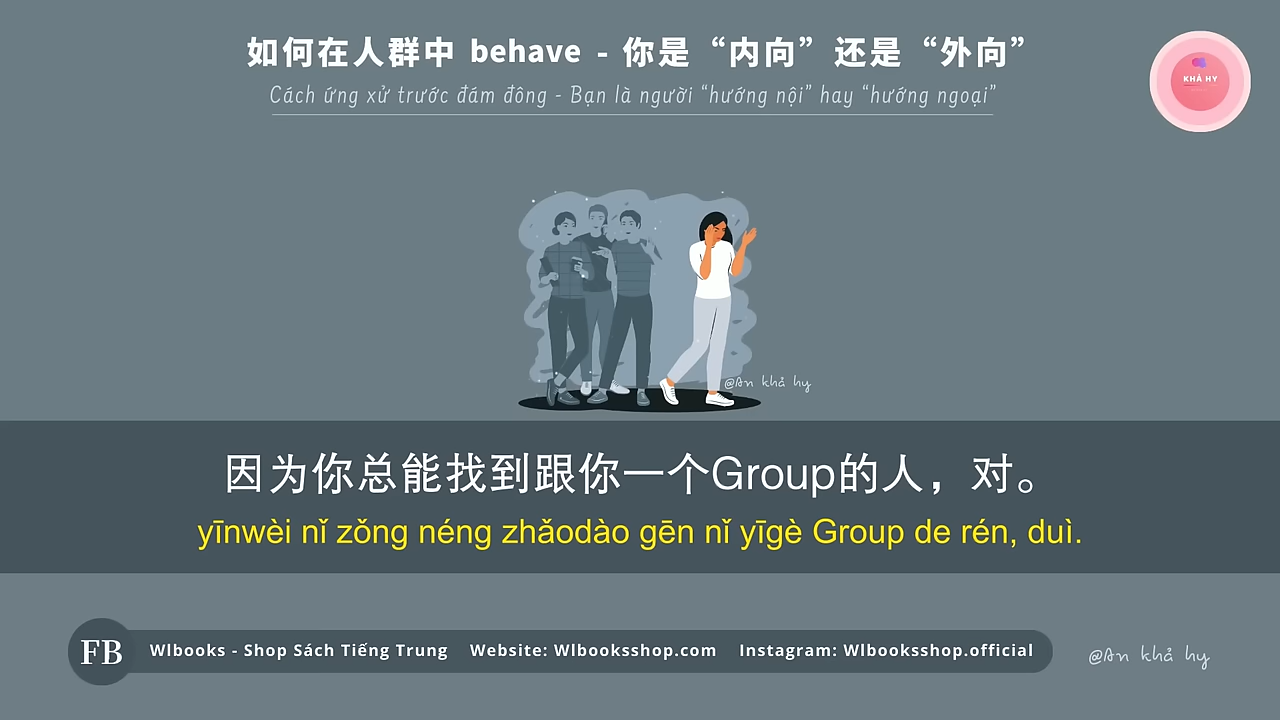 如何在人群中 behave - 你是“内向”还是“外向”
Cách ứng xử trước đám đông - Bạn là người “hướng nội” hay “hướng ngoại”
KHẢ HY
@An khả hy
因为你总能找到跟你一个Group的人，对。
yīnwèi nǐ zǒng néng zhǎodào gēn nǐ yīgè Group de rén, duì.
FB Wlbooks - Shop Sách Tiếng Trung Website: Wlbooksshop.com Instagram: Wlbooksshop.official
@An khả hy